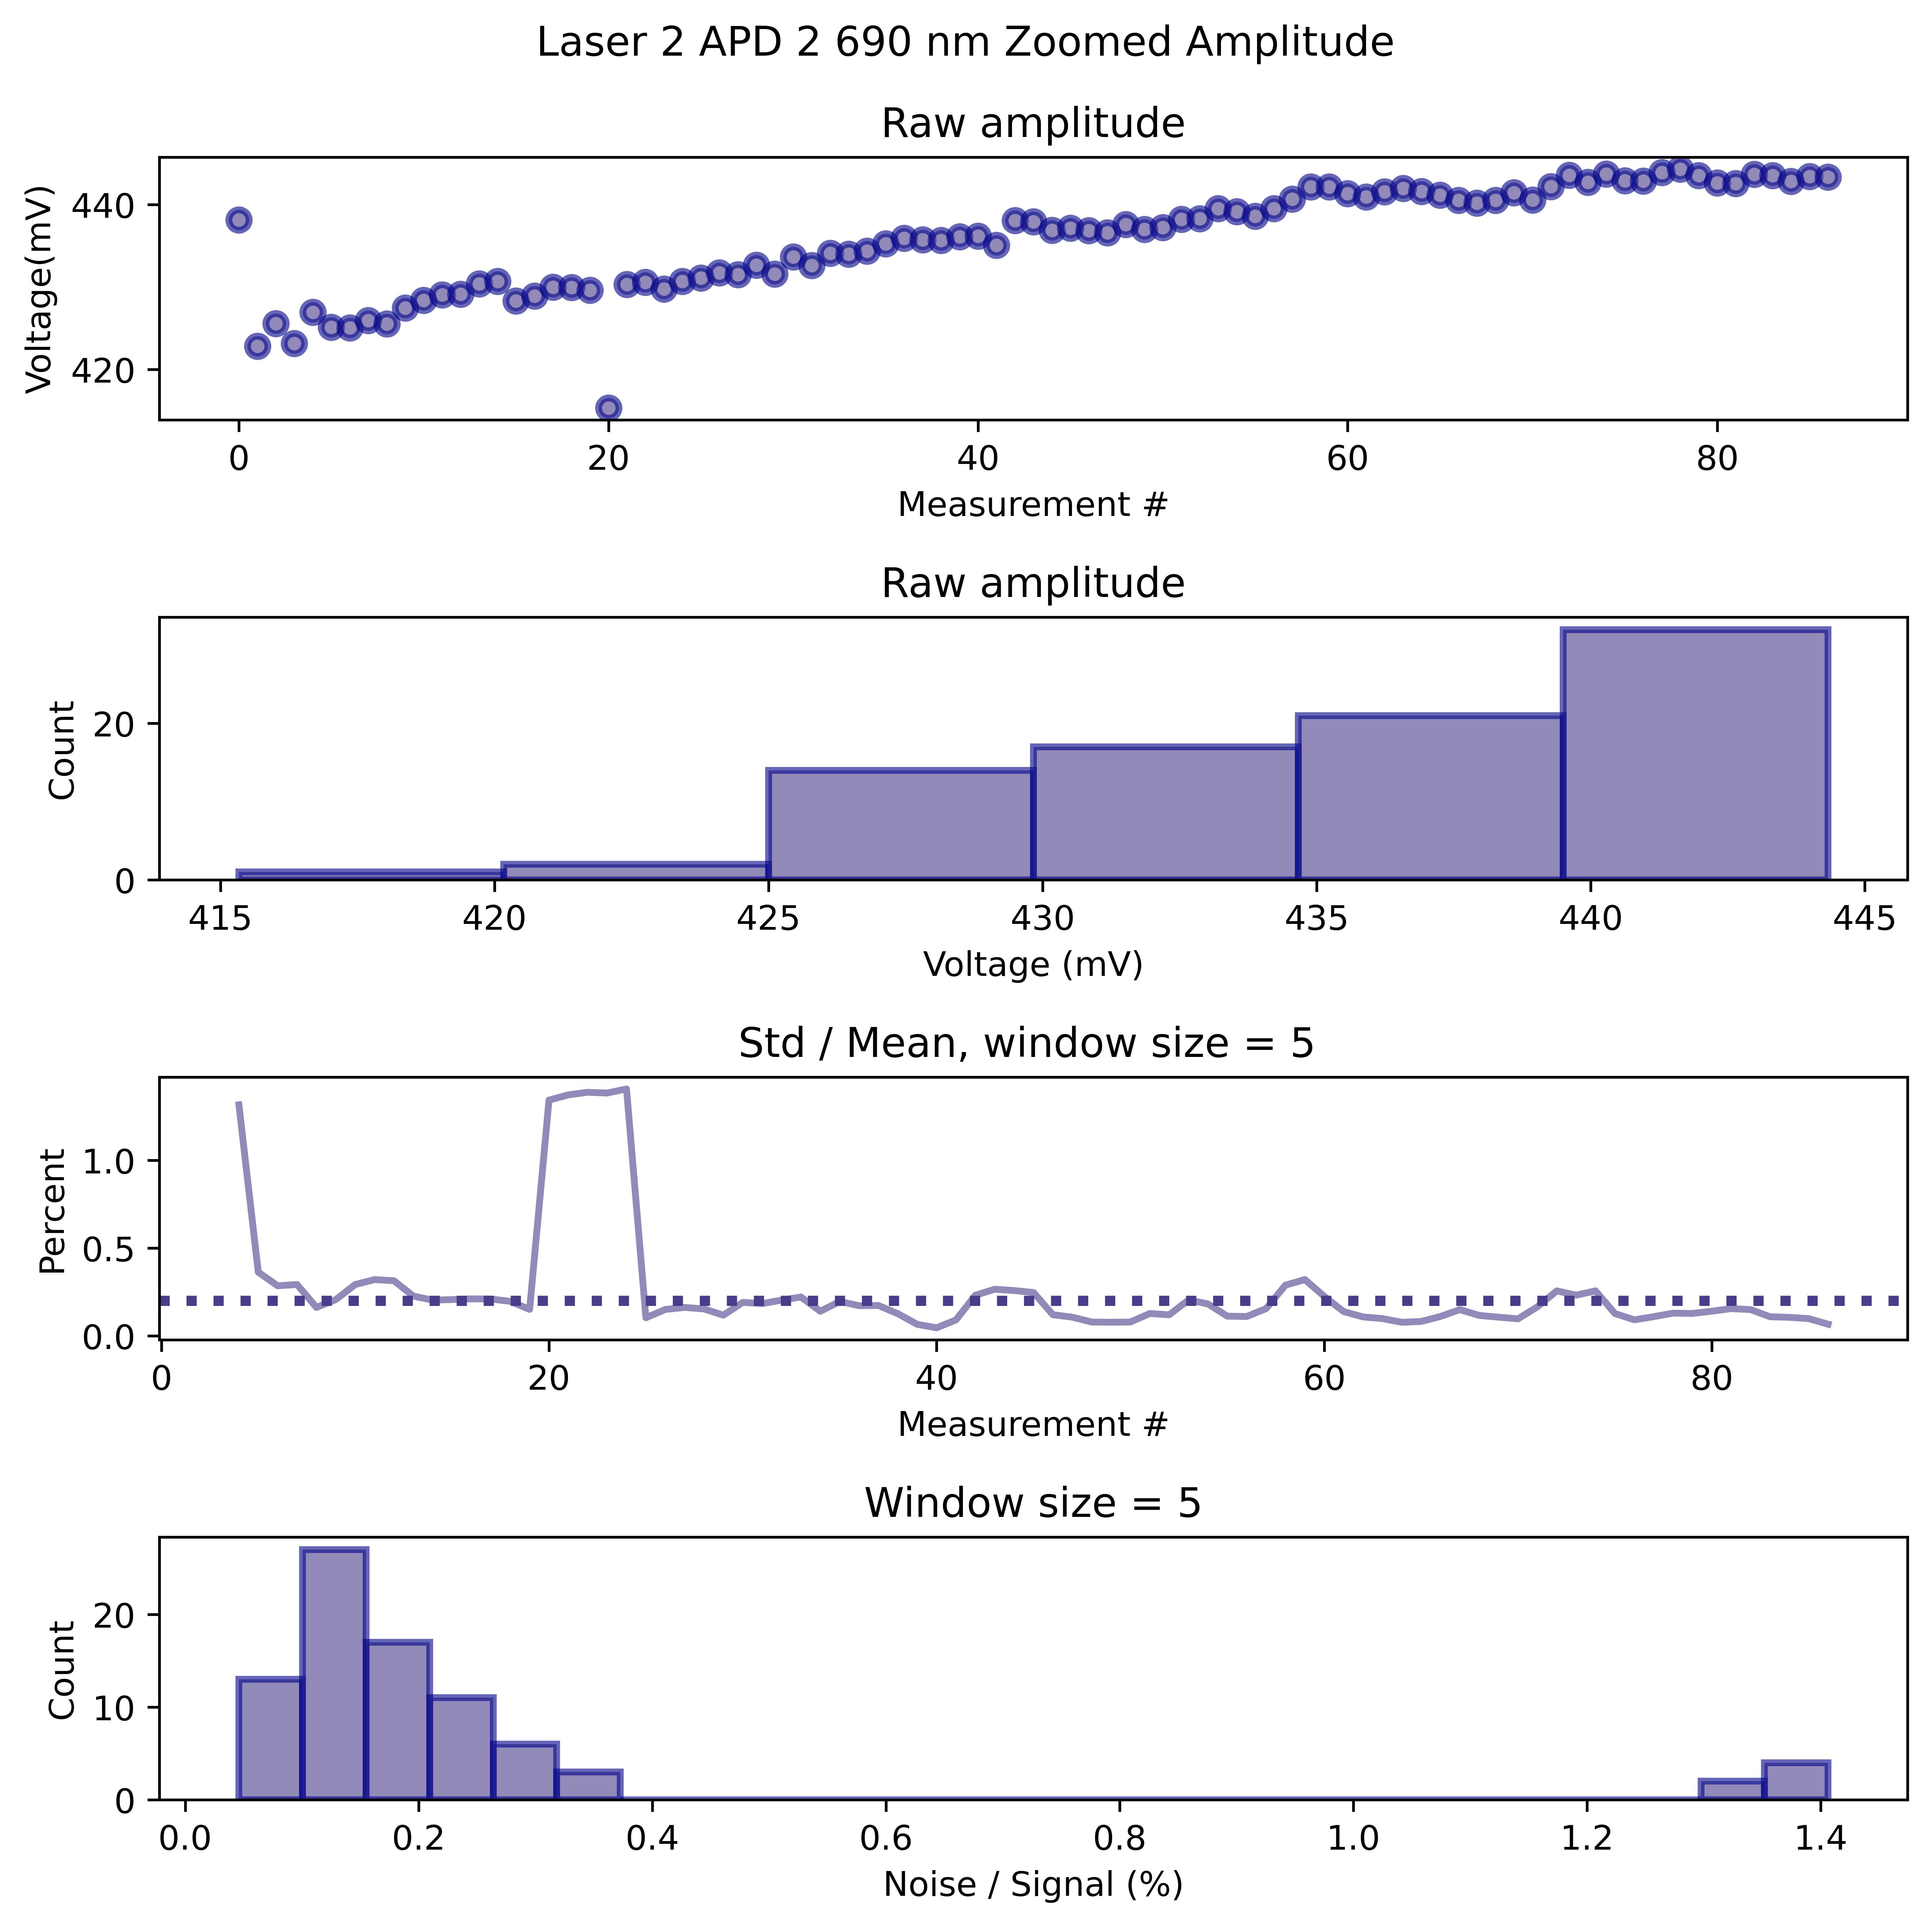 Laser 2 APD 2 690 nm Zoomed Amplitude
Raw amplitude
Voltage(mV)
440
420
0 20 40 60 80
Measurement #
Raw amplitude
Count
20
0
415 420 425 430 435 440 445
Voltage (mV)
Std / Mean, window size = 5
Percent
1.0
0.5
0.0
0 20 40 60 80
Measurement #
Window size = 5
Count
20
10
0
0.0 0.2 0.4 0.6 0.8 1.0 1.2 1.4
Noise / Signal (%)